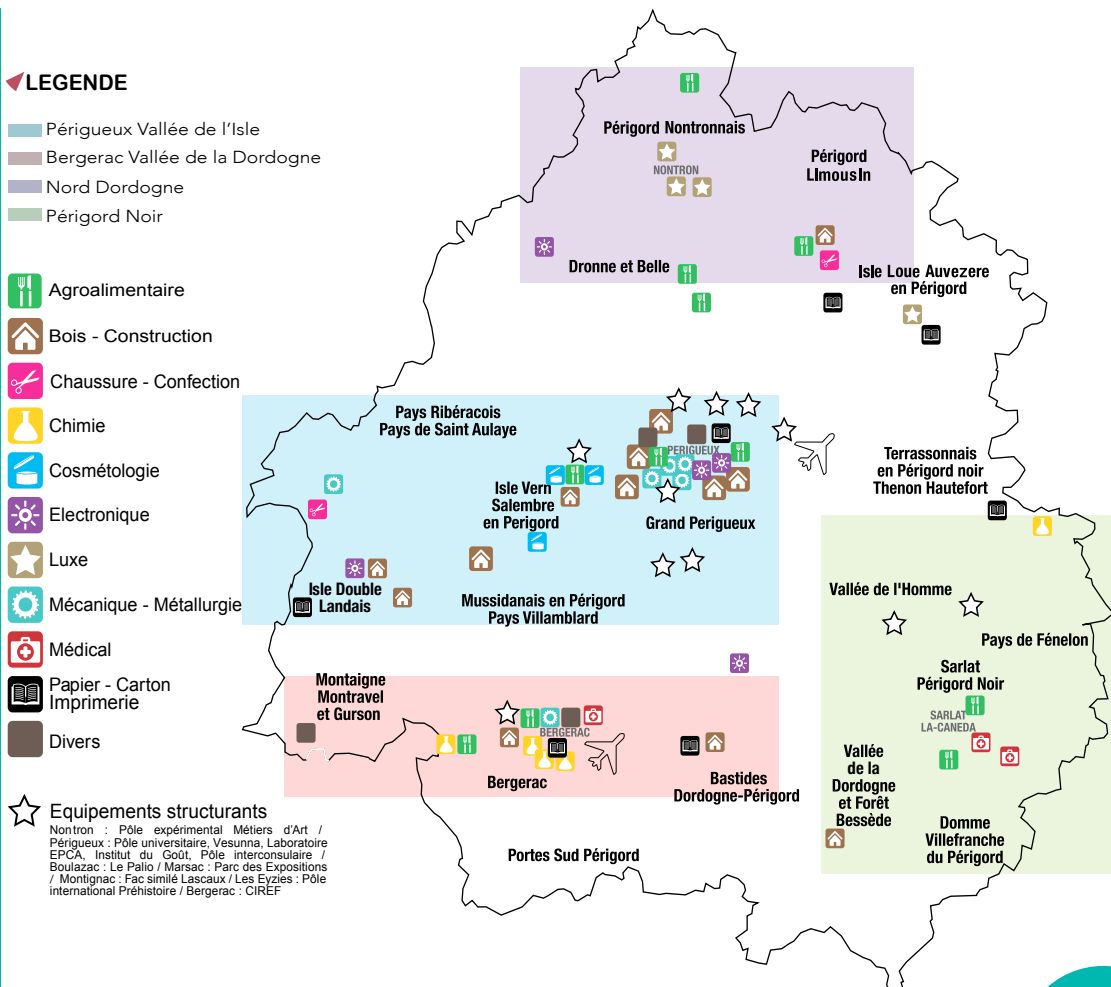 LEGENDE
Périgueux Vallée de l'Isle
Bergerac Vallée de la Dordogne
Nord Dordogne
Périgord Noir
Agroalimentaire
Bois - Construction
Chaussure - Confection
Chimie
Cosmétologie
Electronique
Luxe
Mécanique - Métallurgie
Médical
Papier - Carton
Imprimerie
Divers
Equipements structurants
Nontron : Pôle expérimental Métiers d'Art /
Périgueux : Pôle universitaire, Vesunna, Laboratoire
EPCA, Institut du Goût, Pôle interconsulaire /
Boulazac : Le Palio / Marsac : Parc des Expositions
/ Montignac : Fac similé Lascaux / Les Eyzies : Pôle
international Préhistoire / Bergerac : CIREF
Périgord Nontronnais
NONTRON
Périgord
LImousIn
Dronne et Belle
Isle Loue Auvezere
en Périgord
Pays Ribéracois
Pays de Saint Aulaye
PERIGUEUX
Isle Vern
Salembre
en Perigord
Grand Perigueux
Terrassonnais
en Périgord noir
Thenon Hautefort
Isle Double
Landais
Mussidanais en Périgord
Pays Villamblard
Vallée de l'Homme
Pays de Fénelon
Sarlat
Périgord Noir
SARLAT
LA-CANEDA
Montaigne
Montravel
et Gurson
BERGERAC
Bergerac
Bastides
Dordogne-Périgord
Vallée
de la
Dordogne
et Forêt
Bessède
Domme
Villefranche
du Périgord
Portes Sud Périgord